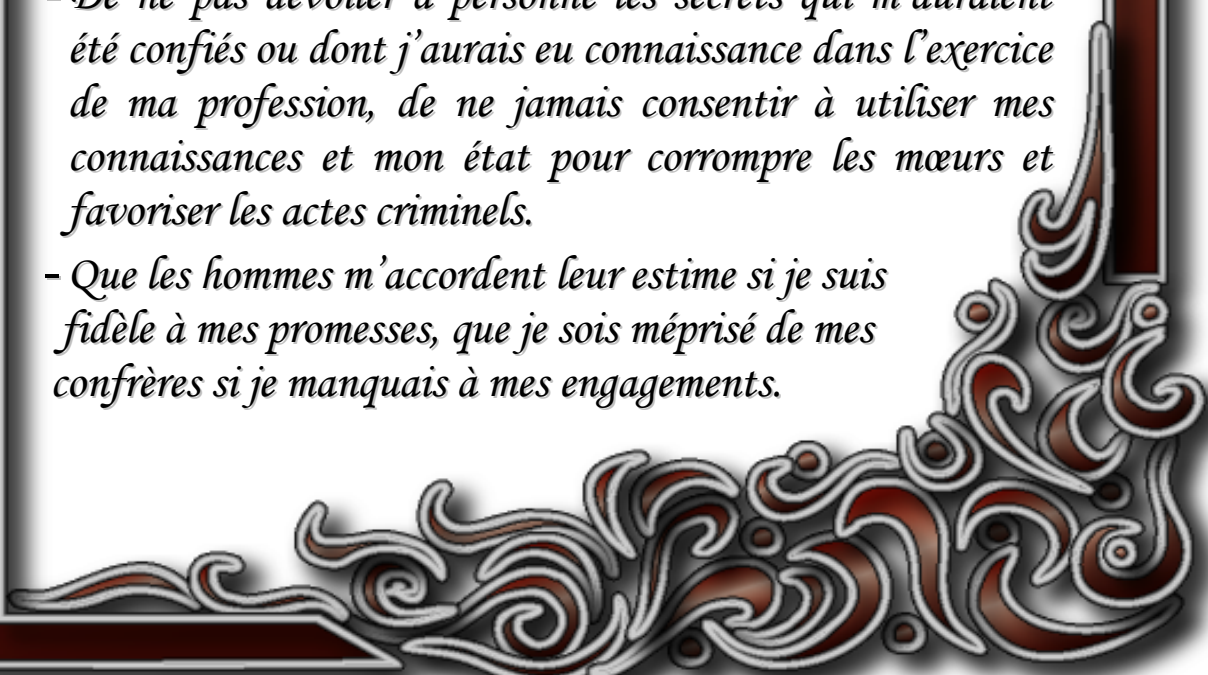 - De ne pas dévoiler à personne les secrets qui m’auraient
été confiés ou dont j’aurais eu connaissance dans l’exercice
de ma profession, de ne jamais consentir à utiliser mes
connaissances et mon état pour corrompre les mœurs et
favoriser les actes criminels.
- Que les hommes m’accordent leur estime si je suis
fidèle à mes promesses, que je sois méprisé de mes
confrères si je manquais à mes engagements.